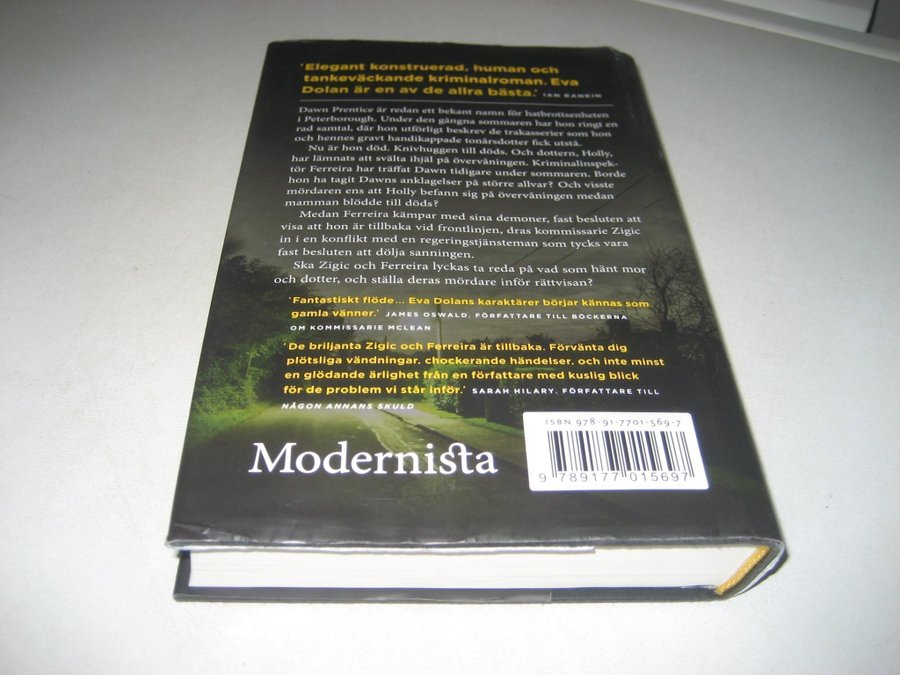 'Elegant konstruerad, human och
tankeväckande kriminalroman. Eva
Dolan är en av de allra bästa.' IAN RANKIN
Dawn Prentice är redan ett bekant namn för hatbrottsenheten
i Peterborough. Under den gångna sommaren har hon ringt en
rad samtal, där hon utförligt beskrev de trakasserier som hon
och hennes gravt handikappade tonårsdotter fick utstå.
Nu är hon död. Knivhuggen till döds. Och dottern, Holly,
har lämnats att svälta ihjäl på övervåningen. Kriminalinspek-
tör Ferreira har träffat Dawn tidigare under sommaren. Borde
hon ha tagit Dawns anklagelser på större allvar? Och visste
mördaren ens att Holly befann sig på övervåningen medan
mamman blödde till döds?
Medan Ferreira kämpar med sina demoner, fast besluten att
visa att hon är tillbaka vid frontlinjen, dras kommissarie Zigic
in i en konflikt med en regeringstjänsteman som tycks vara
fast besluten att dölja sanningen.
Ska Zigic och Ferreira lyckas ta reda på vad som hänt mor
och dotter, och ställa deras mördare inför rättvisan?
'Fantastiskt flöde... Eva Dolans karaktärer börjar kännas som
gamla vänner.' JAMES OSWALD, FÖRFATTARE TILL BÖCKERNA
OM KOMMISSARIE MCLEAN
'De briljanta Zigic och Ferreira är tillbaka. Förvänta dig
plötsliga vändningar, chockerande händelser, och inte minst
en glödande ärlighet från en författare med kuslig blick
för de problem vi står inför.' SARAH HILARY, FÖRFATTARE TILL
NÅGON ANNANS SKULD
ISBN 978-91-7701-569-7
9 789177 015697
Modernista